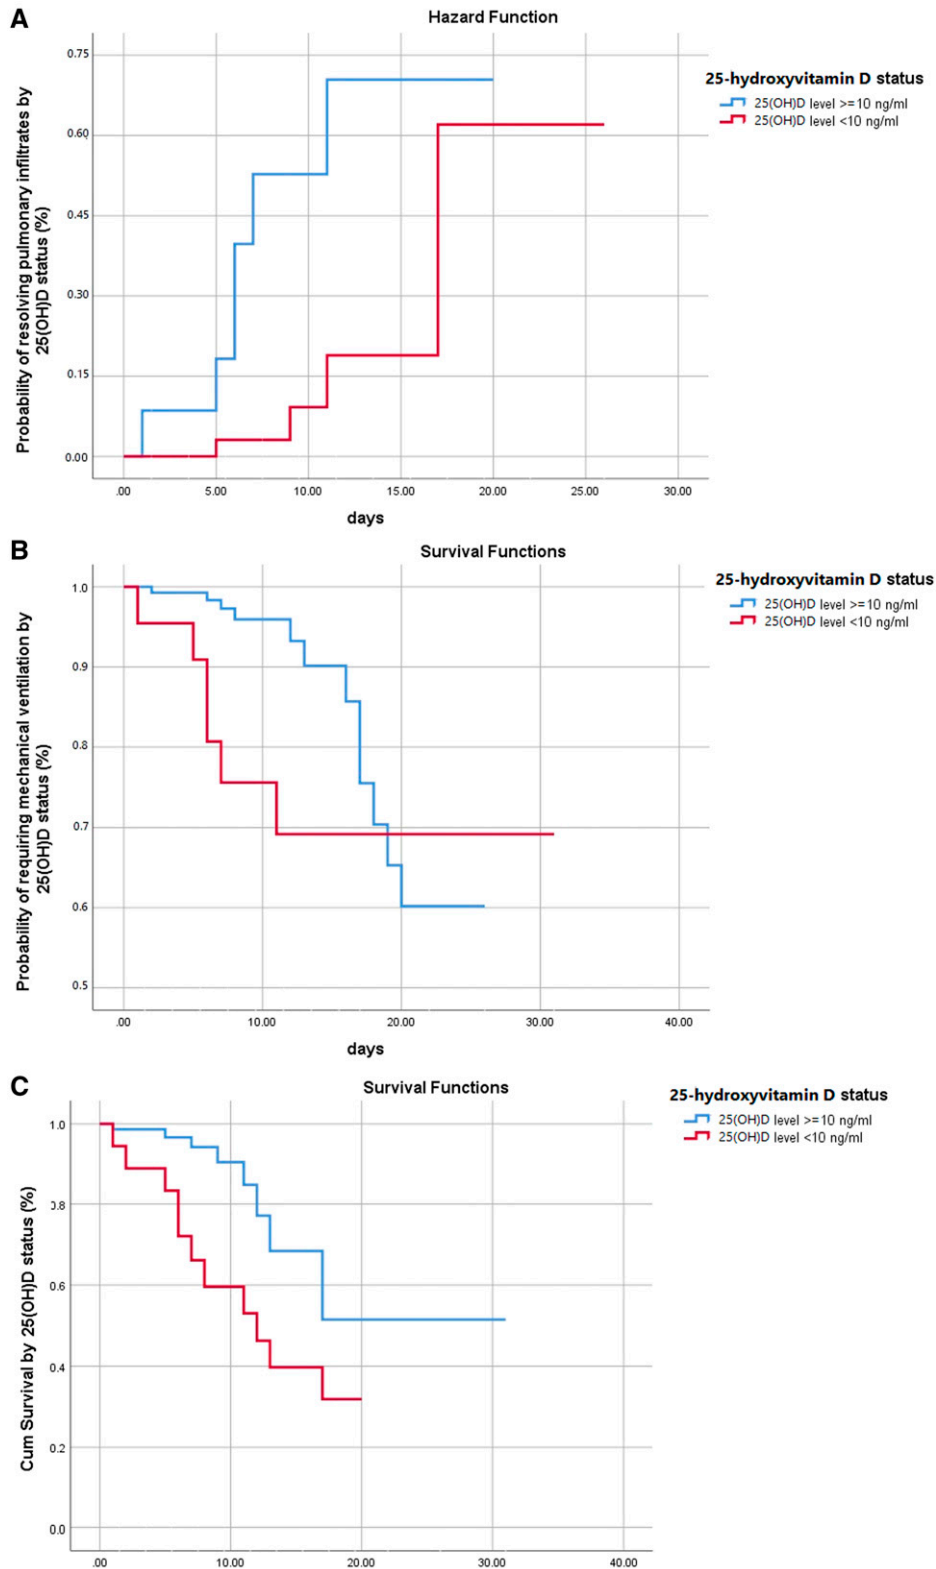 A
Hazard Function
Probability of resolving pulmonary infiltrates by
25(OH)D status (%)
0.75
0.60
0.45
0.30
0.15
0.00
.00 5.00 10.00 15.00 20.00 25.00 30.00
days
25-hydroxyvitamin D status
25(OH)D level >=10 ng/ml
25(OH)D level <10 ng/ml
B
Survival Functions
Probability of requiring mechanical ventilation by
25(OH)D status (%)
1.0
0.9
0.8
0.7
0.6
0.5
.00 10.00 20.00 30.00 40.00
days
25-hydroxyvitamin D status
25(OH)D level >=10 ng/ml
25(OH)D level <10 ng/ml
C
Survival Functions
Cum Survival by 25(OH)D status (%)
1.0
0.8
0.6
0.4
0.2
0.0
.00 10.00 20.00 30.00 40.00
25-hydroxyvitamin D status
25(OH)D level >=10 ng/ml
25(OH)D level <10 ng/ml